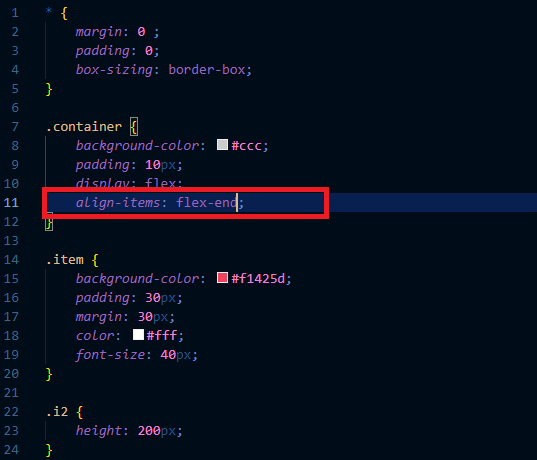 1 * {
2 margin: 0 ;
3 padding: 0;
4 box-sizing: border-box;
5 }
6
7 .container {
8 background-color: #ccc;
9 padding: 10px;
10 display: flex;
11 align-items: flex-end;
12 }
13
14 .item {
15 background-color: #f1425d;
16 padding: 30px;
17 margin: 30px;
18 color: #fff;
19 font-size: 40px;
20 }
21
22 .i2 {
23 height: 200px;
24 }